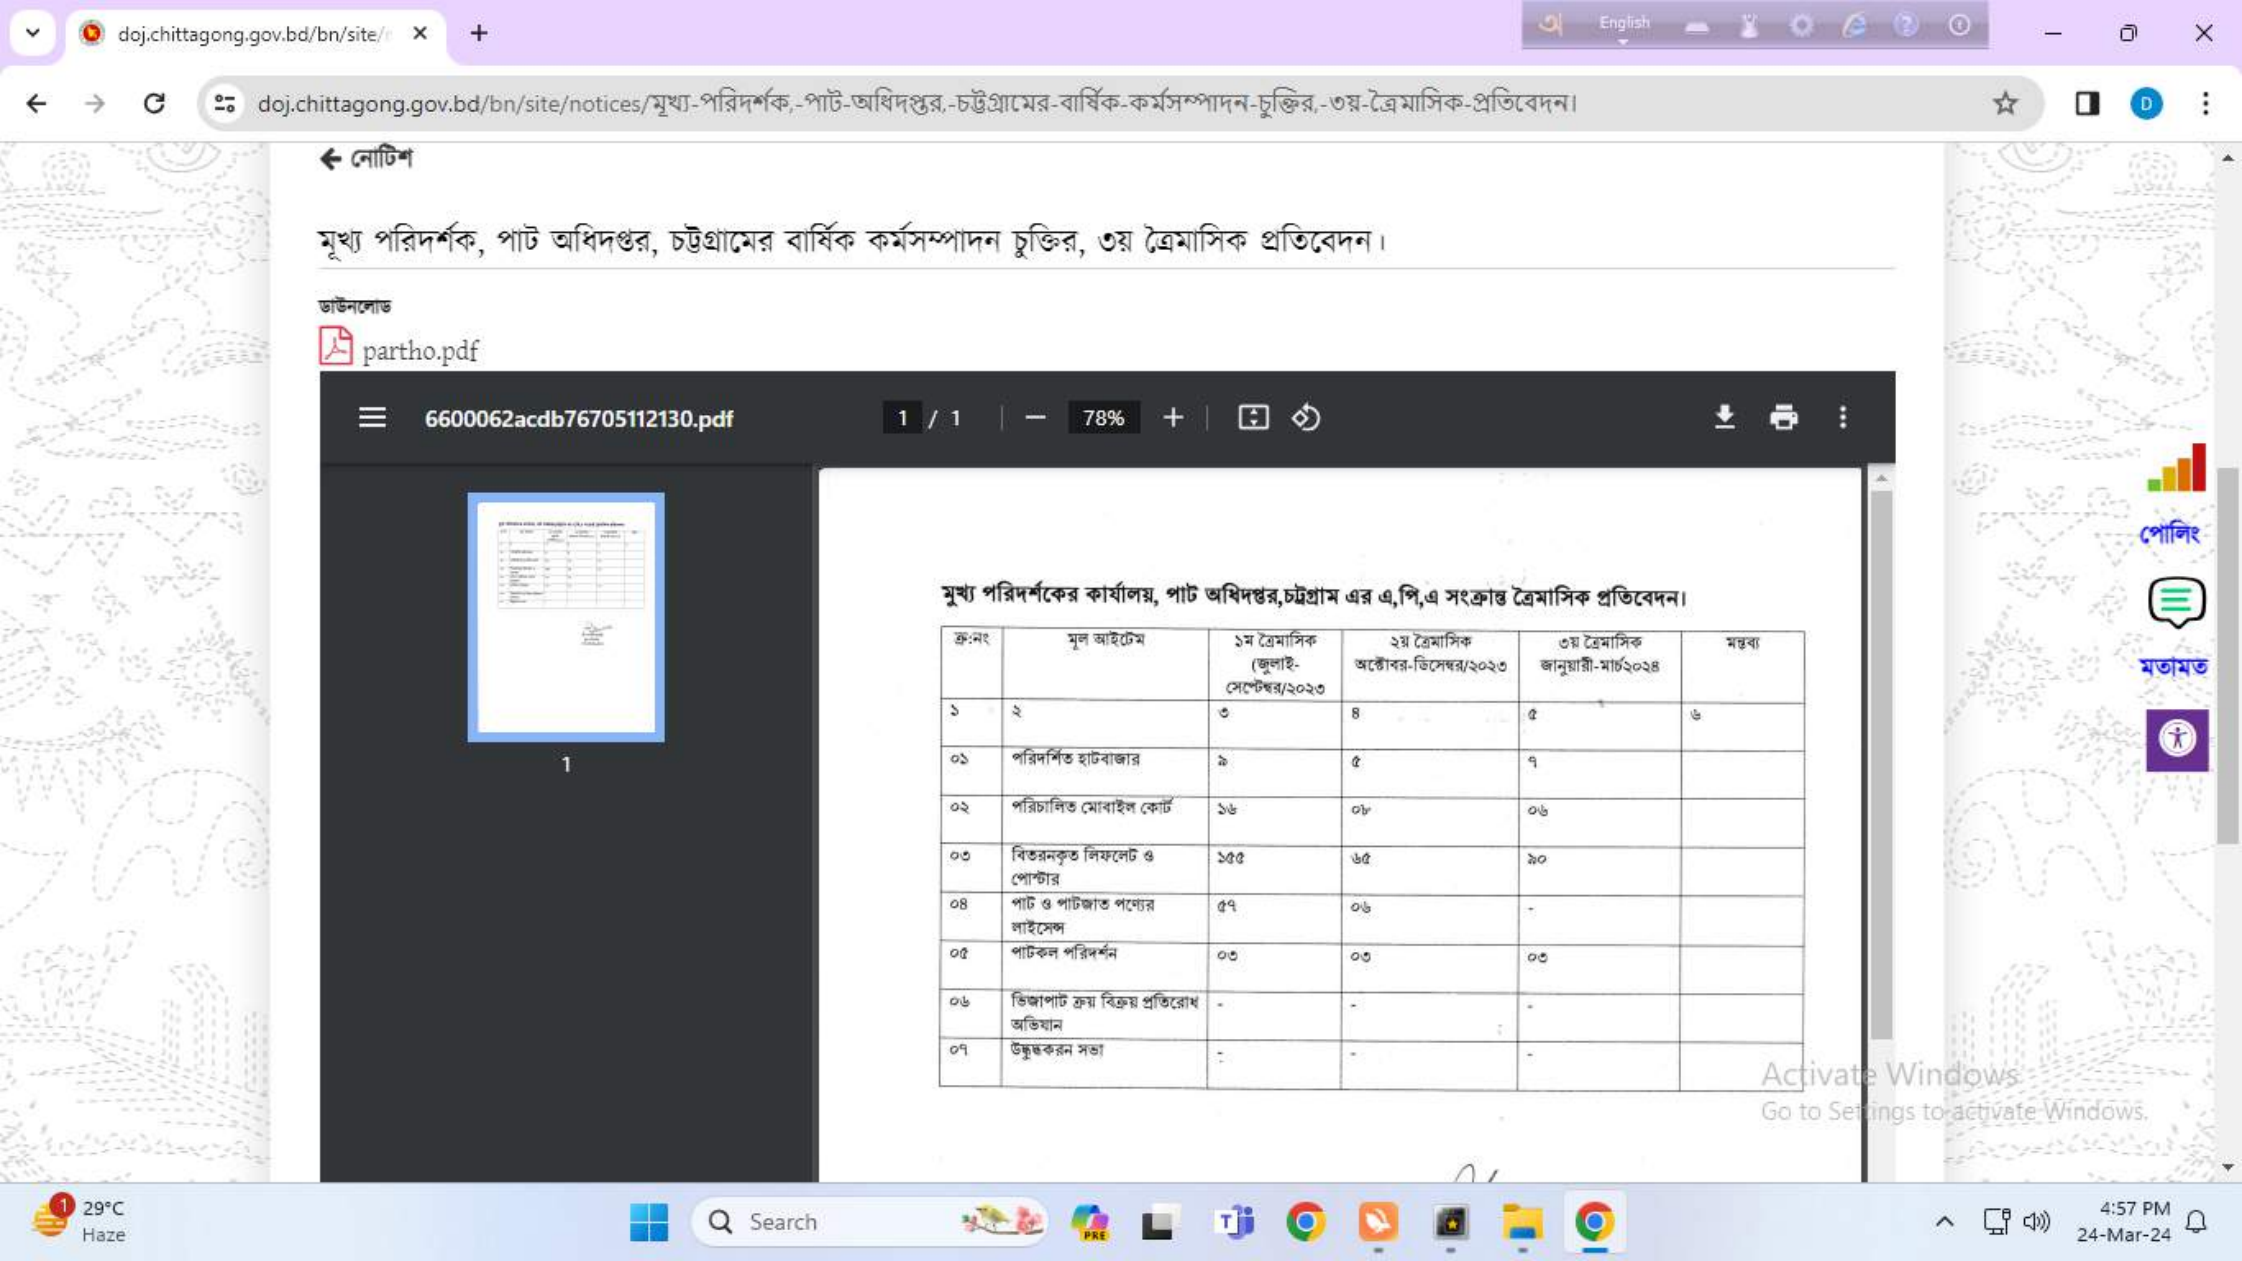 doj.chittagong.gov.bd/bn/site/
English
doj.chittagong.gov.bd/bn/site/notices/মূখ্য-পরিদর্শক,-পাট-অধিদপ্তর,-চট্টগ্রামের-বার্ষিক-কর্মসম্পাদন-চুক্তির,-৩য়-ত্রৈমাসিক-প্রতিবেদন।
D
নোটিশ
মূখ্য পরিদর্শক, পাট অধিদপ্তর, চট্টগ্রামের বার্ষিক কর্মসম্পাদন চুক্তির, ৩য় ত্রৈমাসিক প্রতিবেদন।
ডাউনলোড
partho.pdf
6600062acdb76705112130.pdf 1 / 1 78%
1
পোলিং
মতামত
মুখ্য পরিদর্শকের কার্যালয়, পাট অধিদপ্তর,চট্রগ্রাম এর এ,পি,এ সংক্রান্ত ত্রৈমাসিক প্রতিবেদন।
ক্র:নং মূল আইটেম ১ম ত্রৈমাসিক ২য় ত্রৈমাসিক ৩য় ত্রৈমাসিক মন্তব্য
(জুলাই- অক্টোবর-ডিসেম্বর/২০২৩ জানুয়ারী-মার্চ২০২৪
সেপ্টেম্বর/২০২৩
১ ২ ৩ ৪ ৫ ৬
০১ পরিদর্শিত হাটবাজার ৯ ৫ ৭
০২ পরিচালিত মোবাইল কোর্ট ১৬ ০৮ ০৬
০৩ বিতরনকৃত লিফলেট ও ১৫৫ ৬৫ ৯০
পোস্টার
০৪ পাট ও পাটজাত পণ্যের ৫৭ ০৬ -
লাইসেন্স
০৫ পাটকল পরিদর্শন ০৩ ০৩ ০৩
০৬ ভিজাপাট ক্রয় বিক্রয় প্রতিরোধ - - -
অভিযান
০৭ উদ্বুদ্ধকরন সভা - - -
Activate Windows
Go to Settings to activate Windows.
1 29°C
Haze
Search
PRE
4:57 PM
24-Mar-24